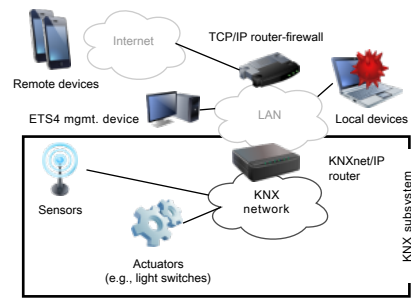 Internet
TCP/IP router-firewall
Remote devices
ETS4 mgmt. device
LAN
Local devices
KNXnet/IP
router
KNX
network
Sensors
Actuators
(e.g., light switches)
KNX subsystem